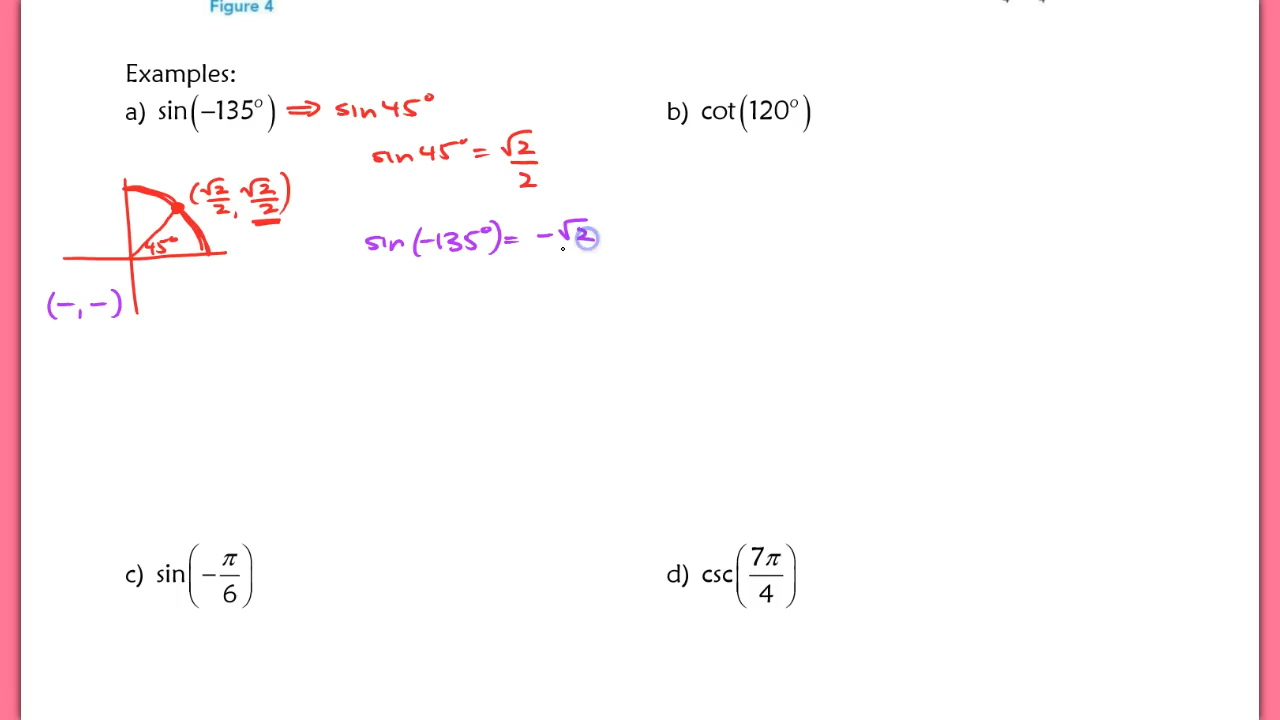 Figure 4
Examples:
a) sin(−135°) ⇒ sin 45°
b) cot(120°)
sin 45° = √2/2
(√2/2, √2/2)
45°
sin(−135°) = −√2
(−, −)
c) sin(−π/6)
d) csc(7π/4)